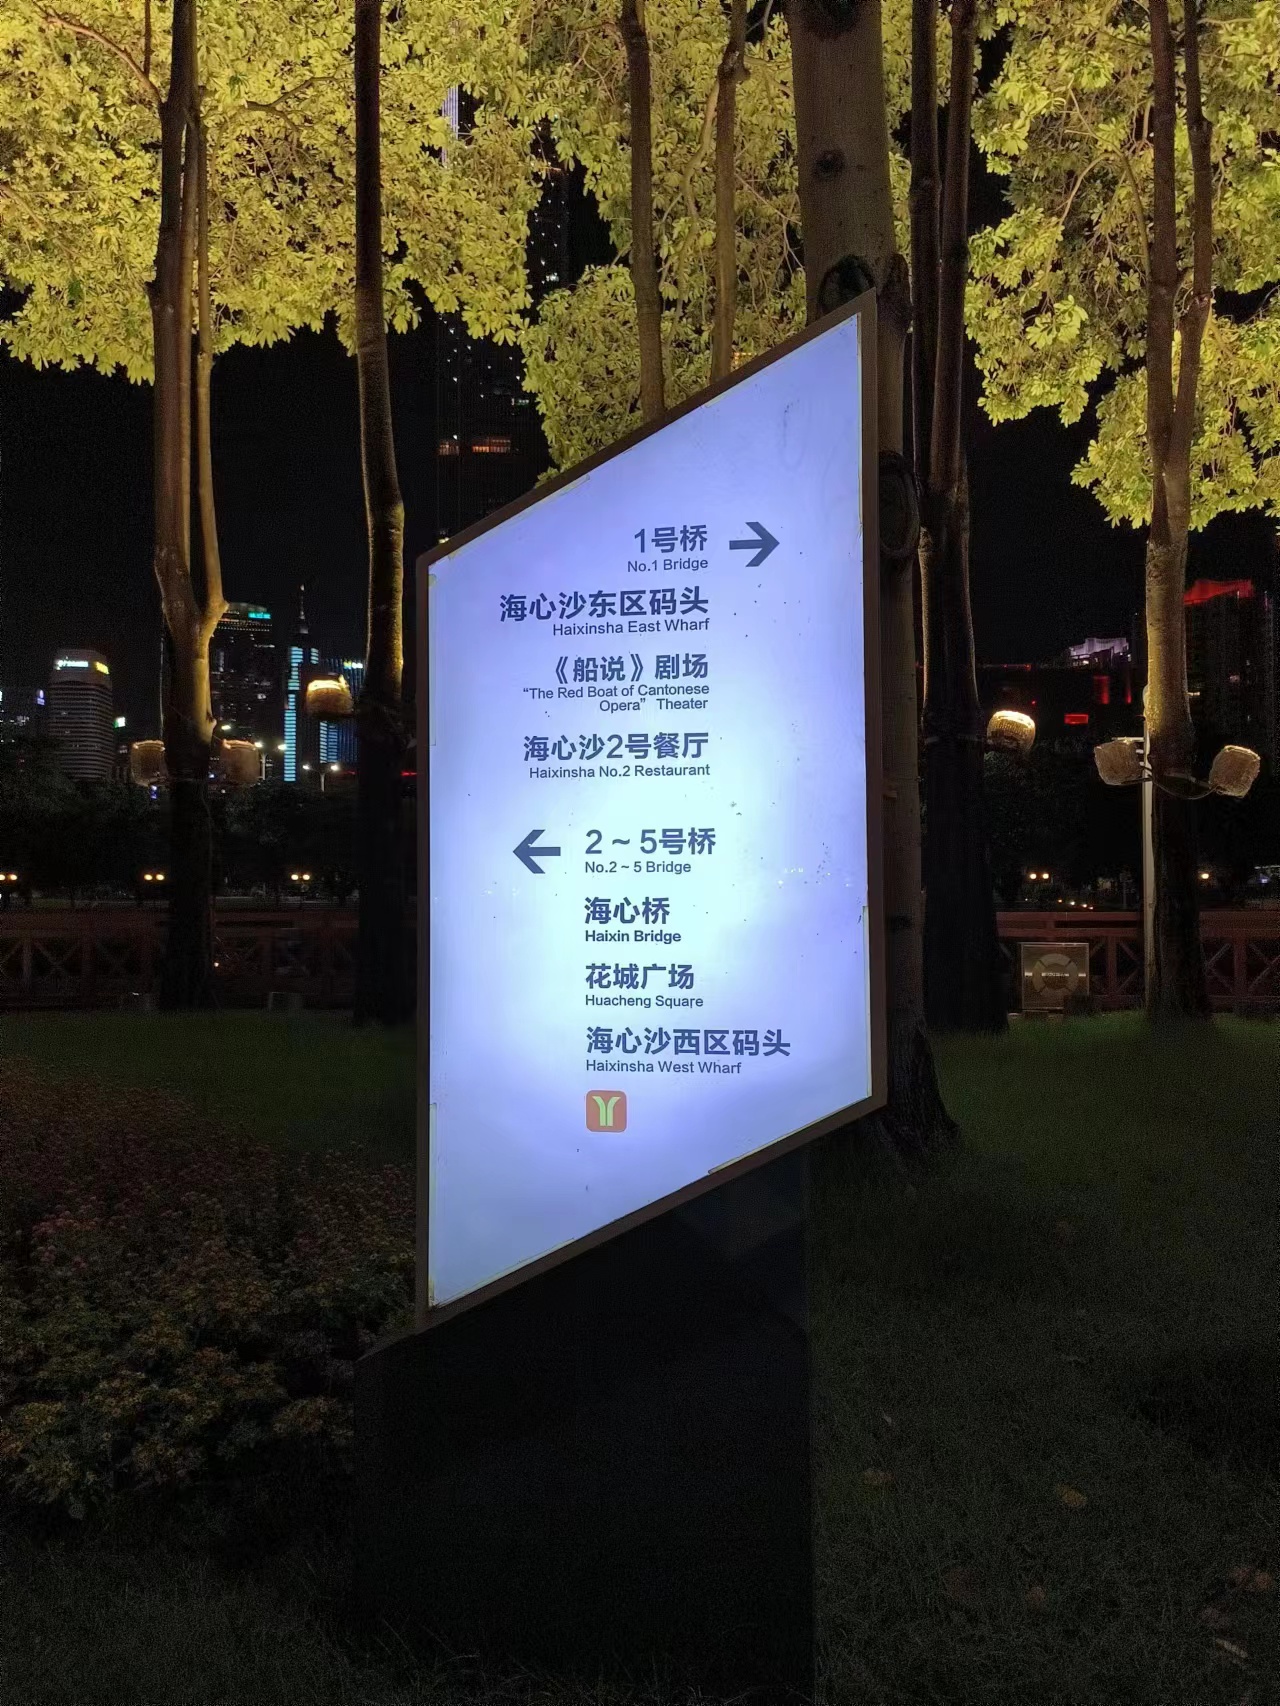 1号桥
No.1 Bridge
海心沙东区码头
Haixinsha East Wharf
《船说》剧场
“The Red Boat of Cantonese
Opera” Theater
海心沙2号餐厅
Haixinsha No.2 Restaurant
2～5号桥
No.2～5 Bridge
海心桥
Haixin Bridge
花城广场
Huacheng Square
海心沙西区码头
Haixinsha West Wharf